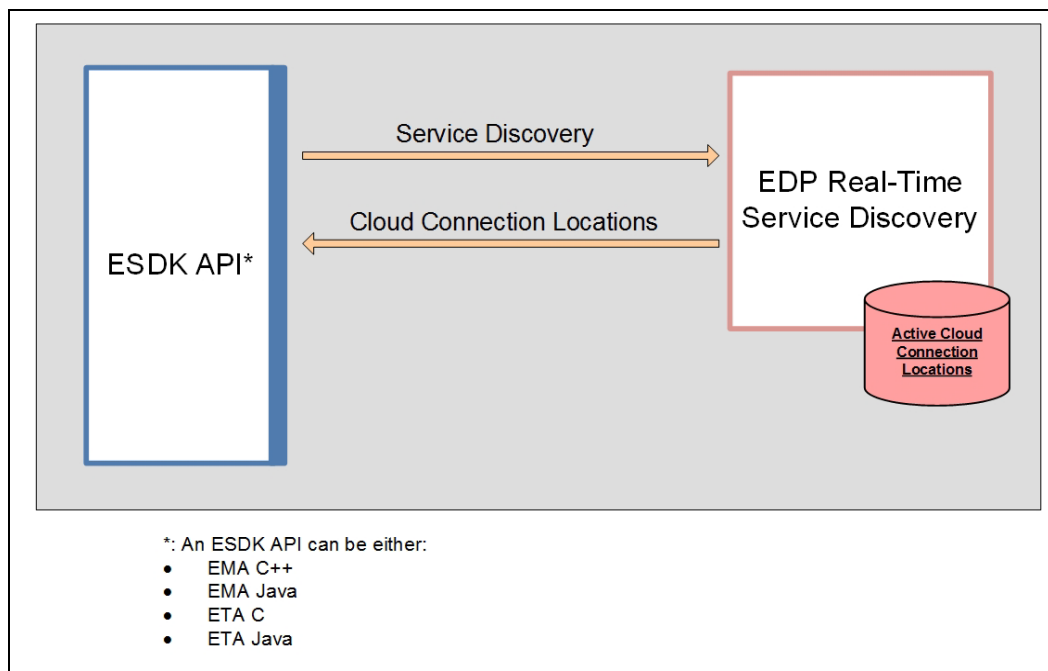 Service Discovery
Cloud Connection Locations
ESDK API*
EDP Real-Time
Service Discovery
Active Cloud
Connection
Locations
*: An ESDK API can be either:
• EMA C++
• EMA Java
• ETA C
• ETA Java